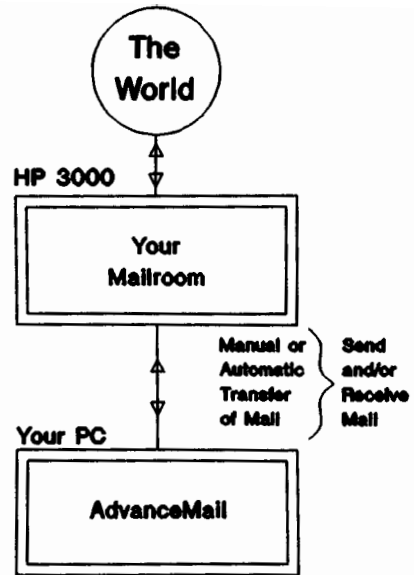 The
World
HP 3000
Your
Mailroom
Manual or
Automatic
Transfer
of Mail
Send
and/or
Receive
Mail
Your PC
AdvanceMail